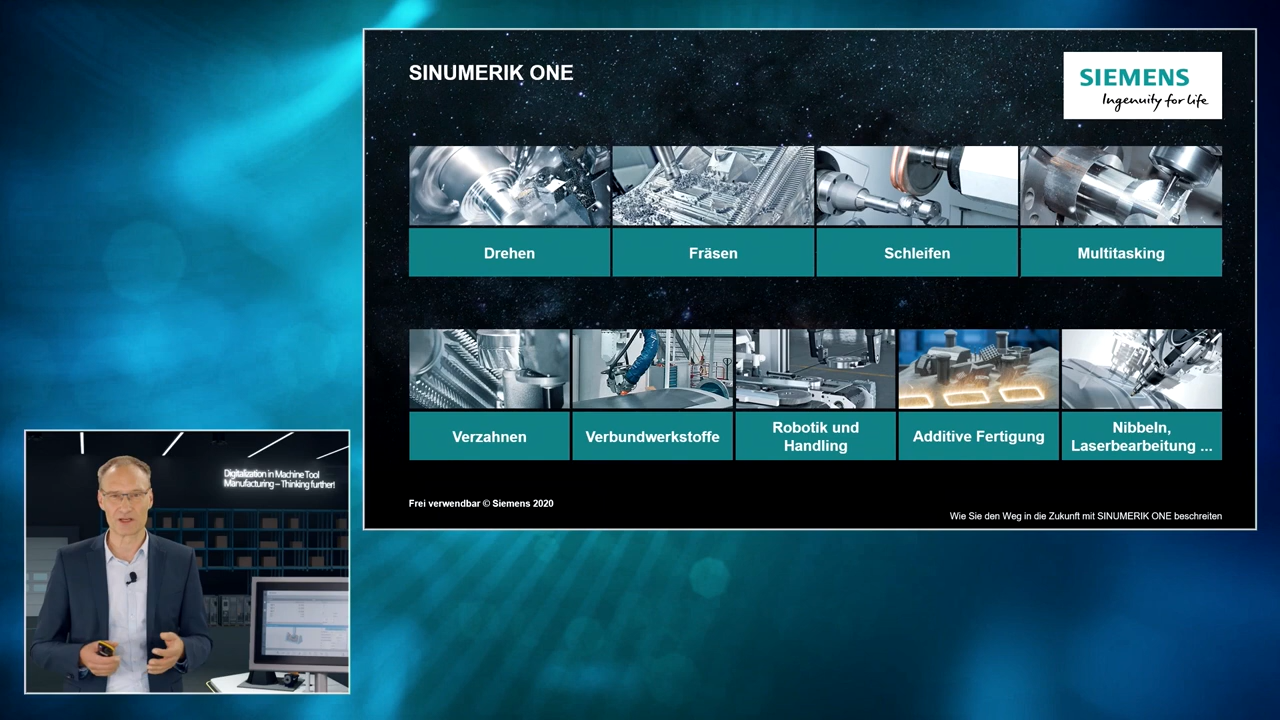 SINUMERIK ONE
SIEMENS
Ingenuity for life
Drehen
Fräsen
Schleifen
Multitasking
Verzahnen
Verbundwerkstoffe
Robotik und
Handling
Additive Fertigung
Nibbeln,
Laserbearbeitung ...
Frei verwendbar © Siemens 2020
Wie Sie den Weg in die Zukunft mit SINUMERIK ONE beschreiten
Digitalization in Machine Tool
Manufacturing – Thinking further!